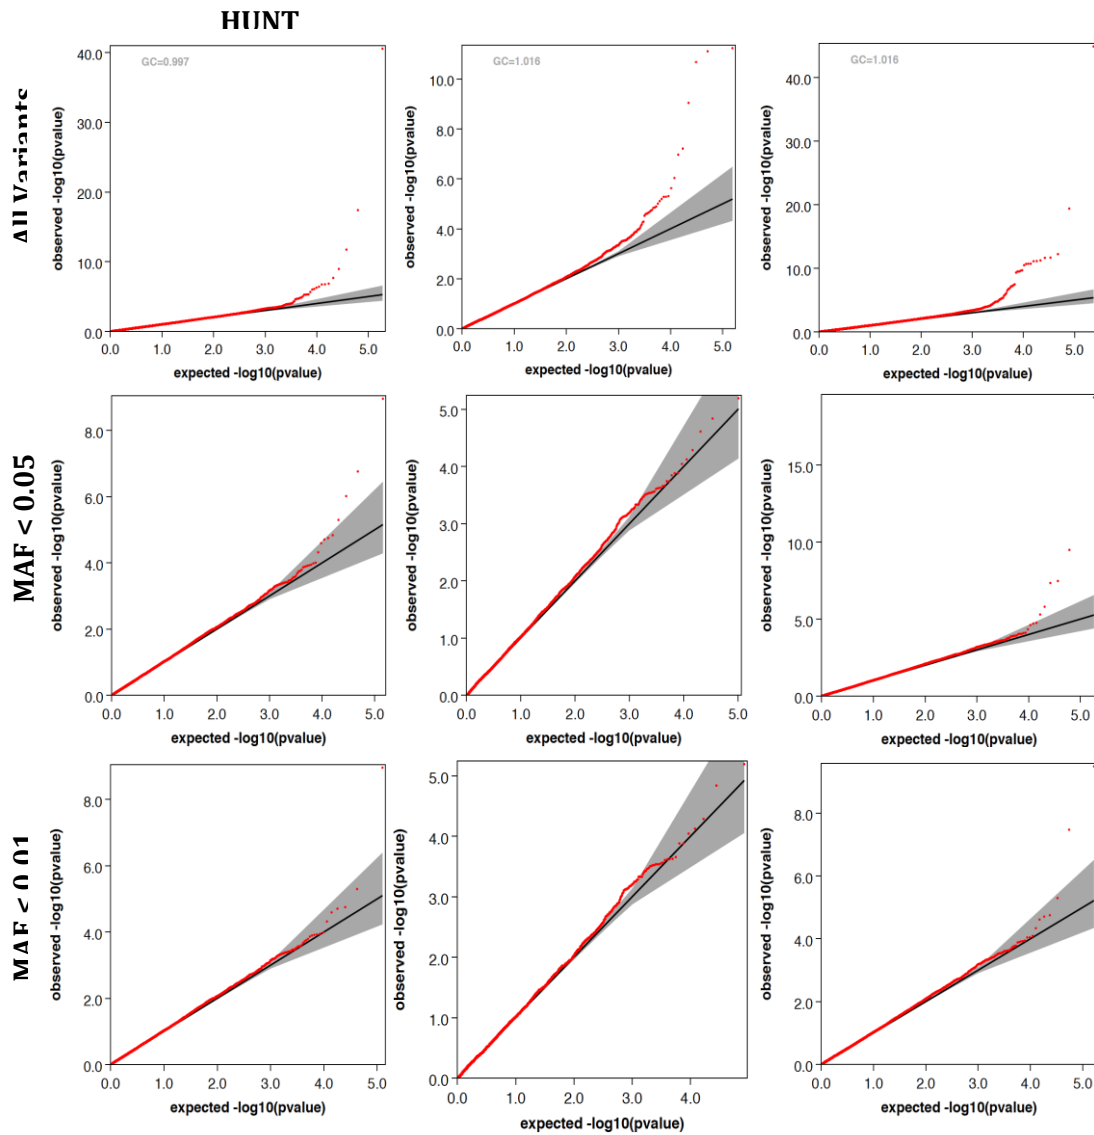 HUNT
All Variants
GC=0.997
40.0
30.0
20.0
10.0
0.0
observed -log10(pvalue)
0.0 1.0 2.0 3.0 4.0 5.0
expected -log10(pvalue)
GC=1.016
10.0
8.0
6.0
4.0
2.0
0.0
observed -log10(pvalue)
0.0 1.0 2.0 3.0 4.0 5.0
expected -log10(pvalue)
GC=1.016
40.0
30.0
20.0
10.0
0.0
observed -log10(pvalue)
0.0 1.0 2.0 3.0 4.0 5.0
expected -log10(pvalue)
MAF < 0.05
8.0
6.0
4.0
2.0
0.0
observed -log10(pvalue)
0.0 1.0 2.0 3.0 4.0 5.0
expected -log10(pvalue)
5.0
4.0
3.0
2.0
1.0
0.0
observed -log10(pvalue)
0.0 1.0 2.0 3.0 4.0 5.0
expected -log10(pvalue)
15.0
10.0
5.0
0.0
observed -log10(pvalue)
0.0 1.0 2.0 3.0 4.0 5.0
expected -log10(pvalue)
MAF < 0.01
8.0
6.0
4.0
2.0
0.0
observed -log10(pvalue)
0.0 1.0 2.0 3.0 4.0 5.0
expected -log10(pvalue)
5.0
4.0
3.0
2.0
1.0
0.0
observed -log10(pvalue)
0.0 1.0 2.0 3.0 4.0
expected -log10(pvalue)
8.0
6.0
4.0
2.0
0.0
observed -log10(pvalue)
0.0 1.0 2.0 3.0 4.0 5.0
expected -log10(pvalue)